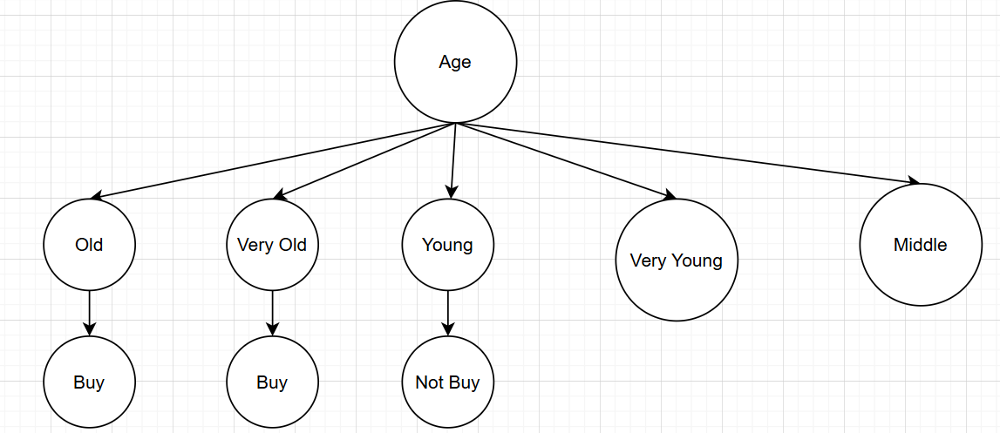 Age
Old
Very Old
Young
Very Young
Middle
Buy
Buy
Not Buy